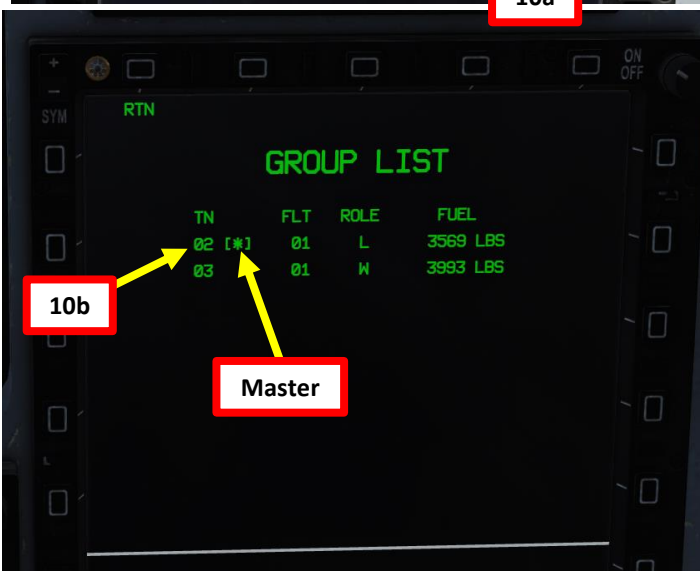 10a
ON
OFF
+
−
SYM
RTN
GROUP LIST
TN FLT ROLE FUEL
02 [*] 01 L 3569 LBS
03 01 W 3993 LBS
10b
Master